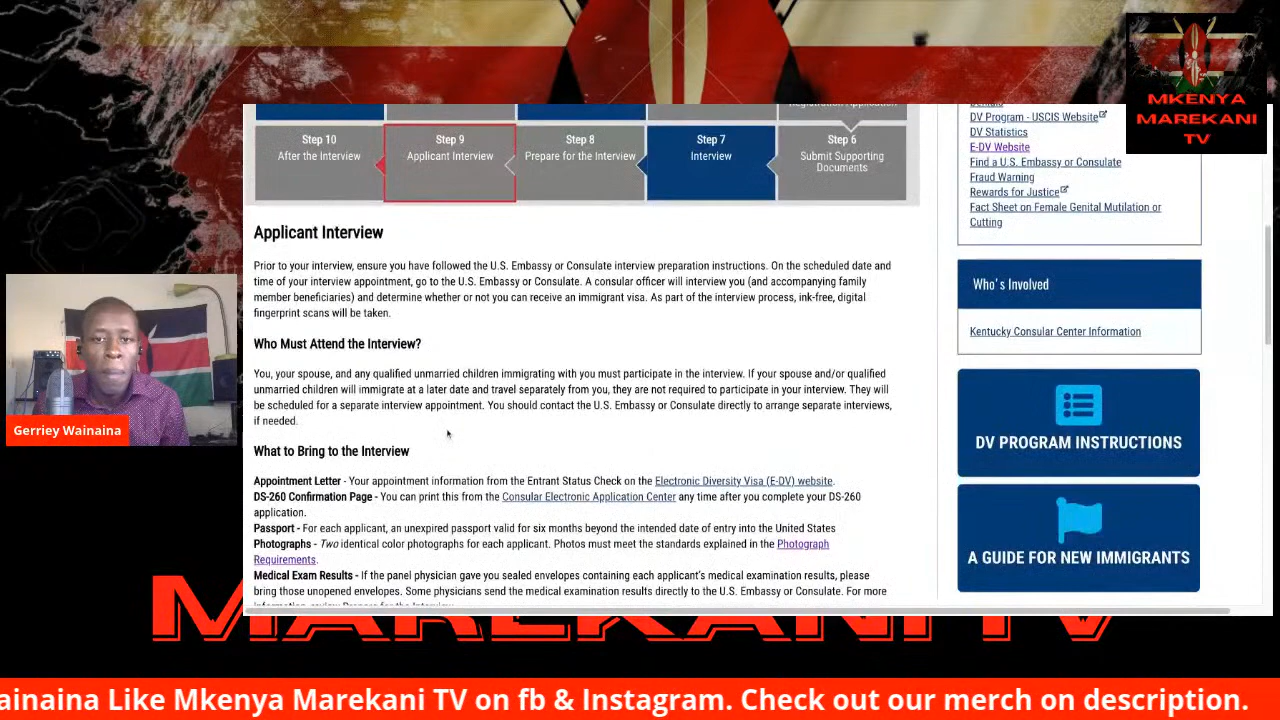 MKENYA
MAREKANI
TV
Registration Application
Step 10
After the Interview
Step 9
Applicant Interview
Step 8
Prepare for the Interview
Step 7
Interview
Step 6
Submit Supporting
Documents
Applicant Interview
Prior to your interview, ensure you have followed the U.S. Embassy or Consulate interview preparation instructions. On the scheduled date and
time of your interview appointment, go to the U.S. Embassy or Consulate. A consular officer will interview you (and accompanying family
member beneficiaries) and determine whether or not you can receive an immigrant visa. As part of the interview process, ink-free, digital
fingerprint scans will be taken.
Who Must Attend the Interview?
You, your spouse, and any qualified unmarried children immigrating with you must participate in the interview. If your spouse and/or qualified
unmarried children will immigrate at a later date and travel separately from you, they are not required to participate in your interview. They will
be scheduled for a separate interview appointment. You should contact the U.S. Embassy or Consulate directly to arrange separate interviews,
if needed.
What to Bring to the Interview
Appointment Letter - Your appointment information from the Entrant Status Check on the Electronic Diversity Visa (E-DV) website.
DS-260 Confirmation Page - You can print this from the Consular Electronic Application Center any time after you complete your DS-260
application.
Passport - For each applicant, an unexpired passport valid for six months beyond the intended date of entry into the United States
Photographs - Two identical color photographs for each applicant. Photos must meet the standards explained in the Photograph
Requirements.
Medical Exam Results - If the panel physician gave you sealed envelopes containing each applicant's medical examination results, please
bring those unopened envelopes. Some physicians send the medical examination results directly to the U.S. Embassy or Consulate. For more
information, review Prepare for the Interview.
DV Program - USCIS Website
DV Statistics
E-DV Website
Find a U.S. Embassy or Consulate
Fraud Warning
Rewards for Justice
Fact Sheet on Female Genital Mutilation or
Cutting
Who's Involved
Kentucky Consular Center Information
DV PROGRAM INSTRUCTIONS
A GUIDE FOR NEW IMMIGRANTS
Gerriey Wainaina
MAREKANI TV
ainaina Like Mkenya Marekani TV on fb & Instagram. Check out our merch on description.